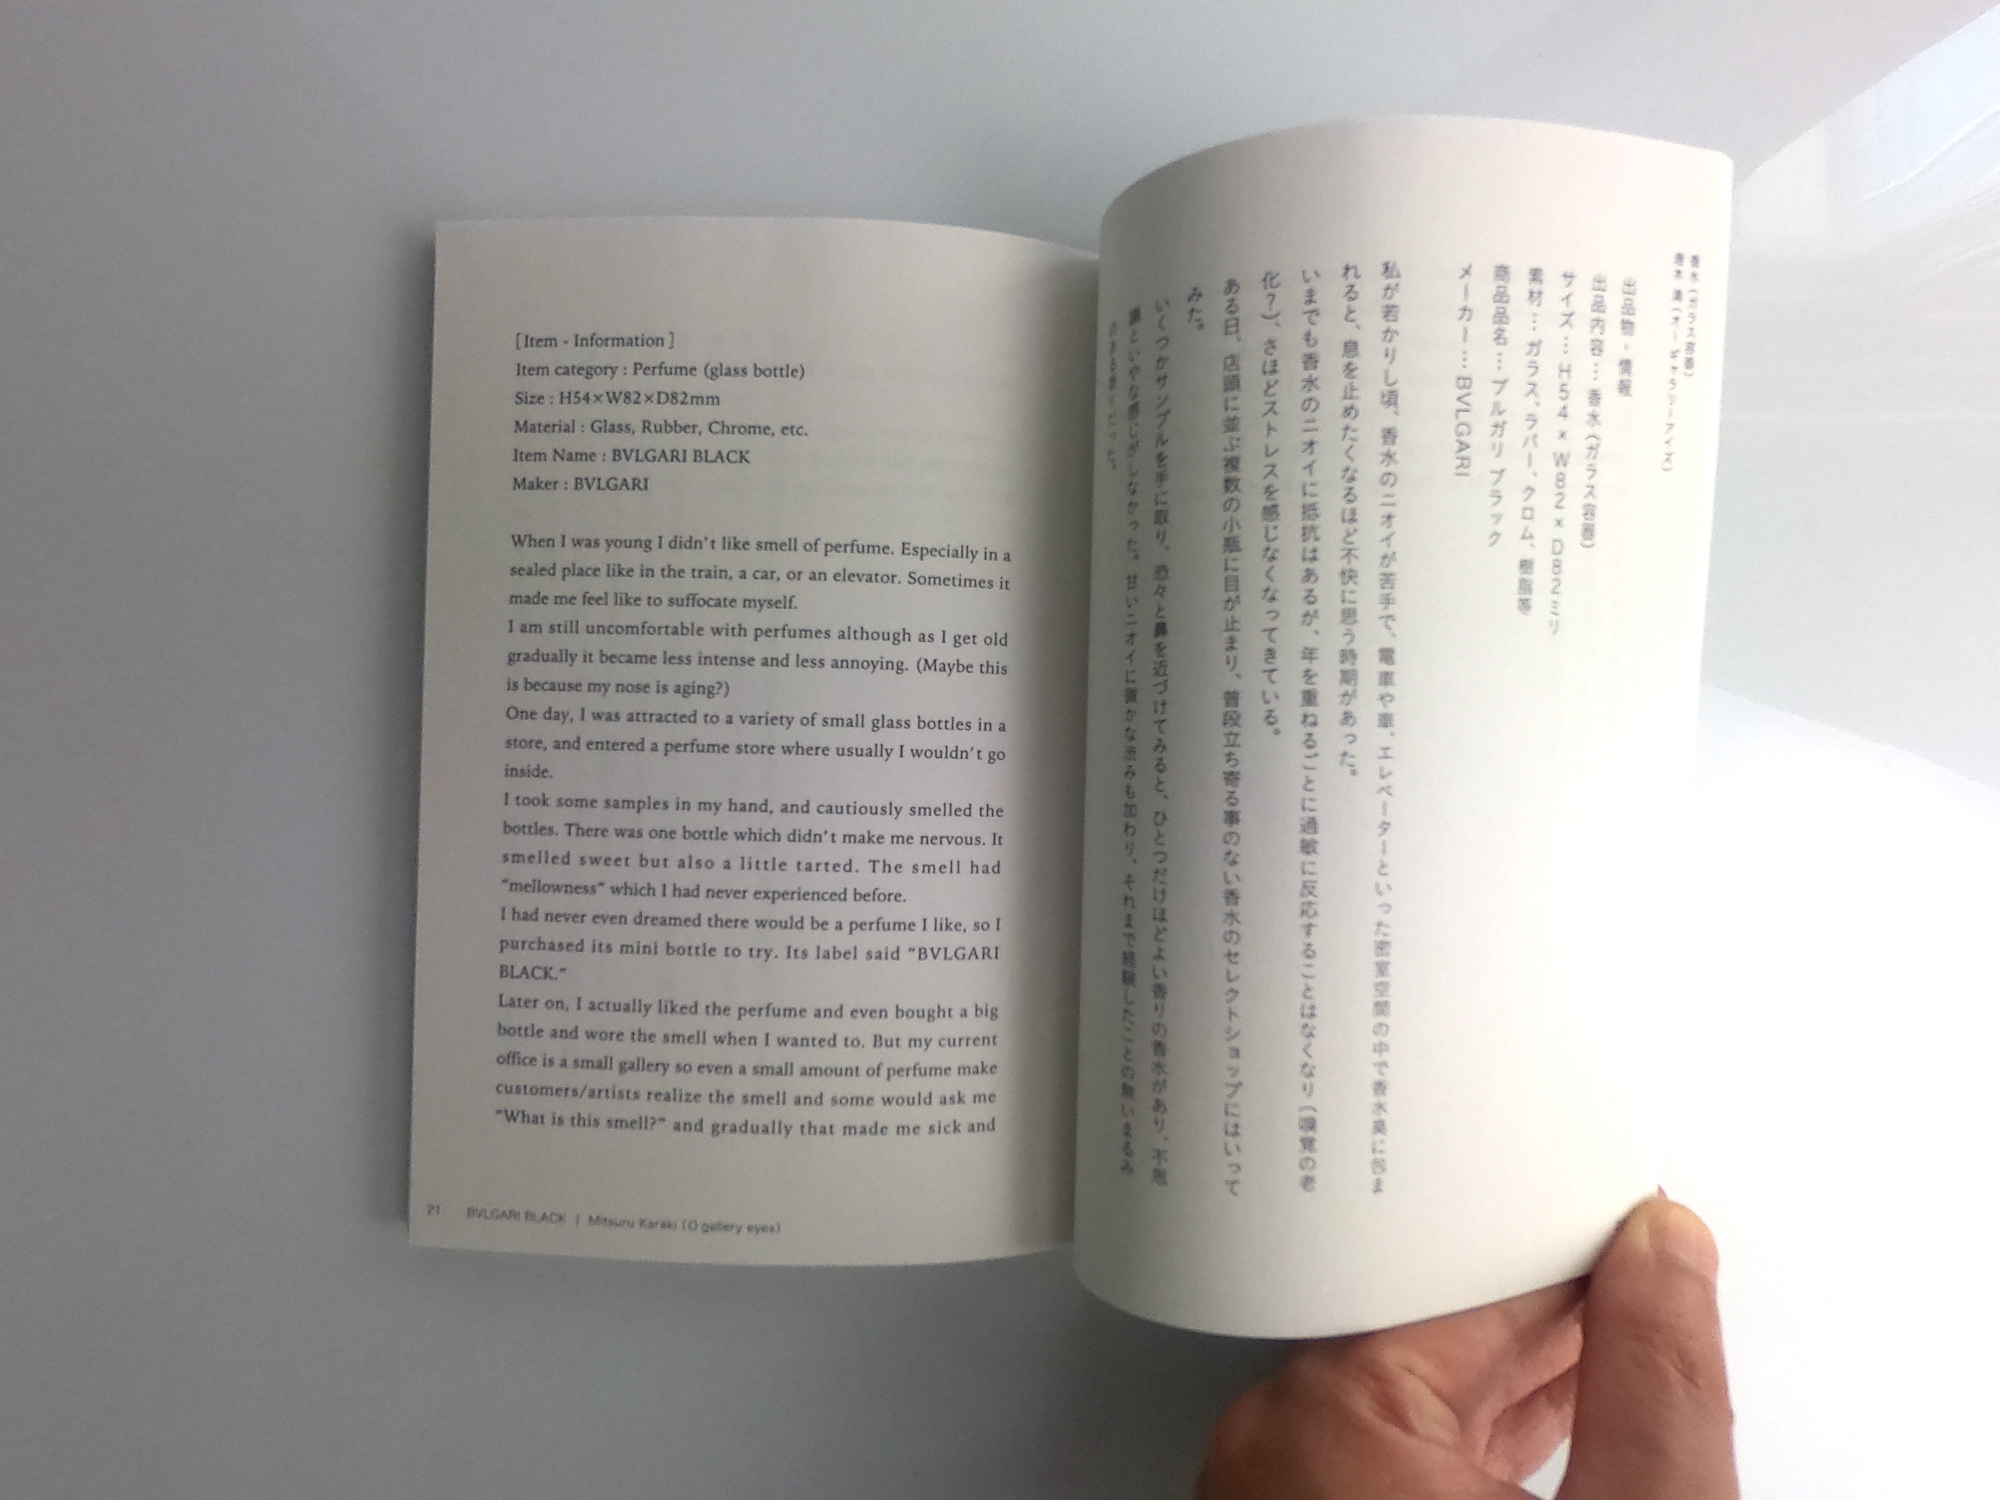 [Item - Information]
Item category : Perfume (glass bottle)
Size : H54×W82×D82mm
Material : Glass, Rubber, Chrome, etc.
Item Name : BVLGARI BLACK
Maker : BVLGARI
When I was young I didn't like smell of perfume. Especially in a
sealed place like in the train, a car, or an elevator. Sometimes it
made me feel like to suffocate myself.
I am still uncomfortable with perfumes although as I get old
gradually it became less intense and less annoying. (Maybe this
is because my nose is aging?)
One day, I was attracted to a variety of small glass bottles in a
store, and entered a perfume store where usually I wouldn't go
inside.
I took some samples in my hand, and cautiously smelled the
bottles. There was one bottle which didn't make me nervous. It
smelled sweet but also a little tarted. The smell had
"mellowness" which I had never experienced before.
I had never even dreamed there would be a perfume I like, so I
purchased its mini bottle to try. Its label said "BVLGARI
BLACK."
Later on, I actually liked the perfume and even bought a big
bottle and wore the smell when I wanted to. But my current
office is a small gallery so even a small amount of perfume make
customers/artists realize the smell and some would ask me
"What is this smell?" and gradually that made me sick and
21 BVLGARI BLACK | Mitsuru Karaki (O gallery eyes)
香水（ガラス容器）
唐木 満（オーギャラリーアイズ）
出品物・情報
出品内容：香水（ガラス容器）
サイズ：H54×W82×D82ミリ
素材：ガラス、ラバー、クロム、樹脂等
商品品名：ブルガリ ブラック
メーカー：BVLGARI
私が若かりし頃、香水のニオイが苦手で、電車や車、エレベーターといった密室空間の中で香水臭に包ま
れると、息を止めたくなるほど不快に思う時期があった。
いまでも香水のニオイに抵抗はあるが、年を重ねるごとに過敏に反応することはなくなり（嗅覚の老
化？）、さほどストレスを感じなくなってきている。
ある日、店頭に並ぶ複数の小瓶に目が止まり、普段立ち寄る事のない香水のセレクトショップにはいって
みた。
いくつかサンプルを手に取り、恐々と鼻を近づけてみると、ひとつだけほどよい香りの香水があり、不思
議といやな感じがしなかった。甘いニオイに微かな渋みも加わり、それまで経験したことの無いまるみ
のある香りだった。